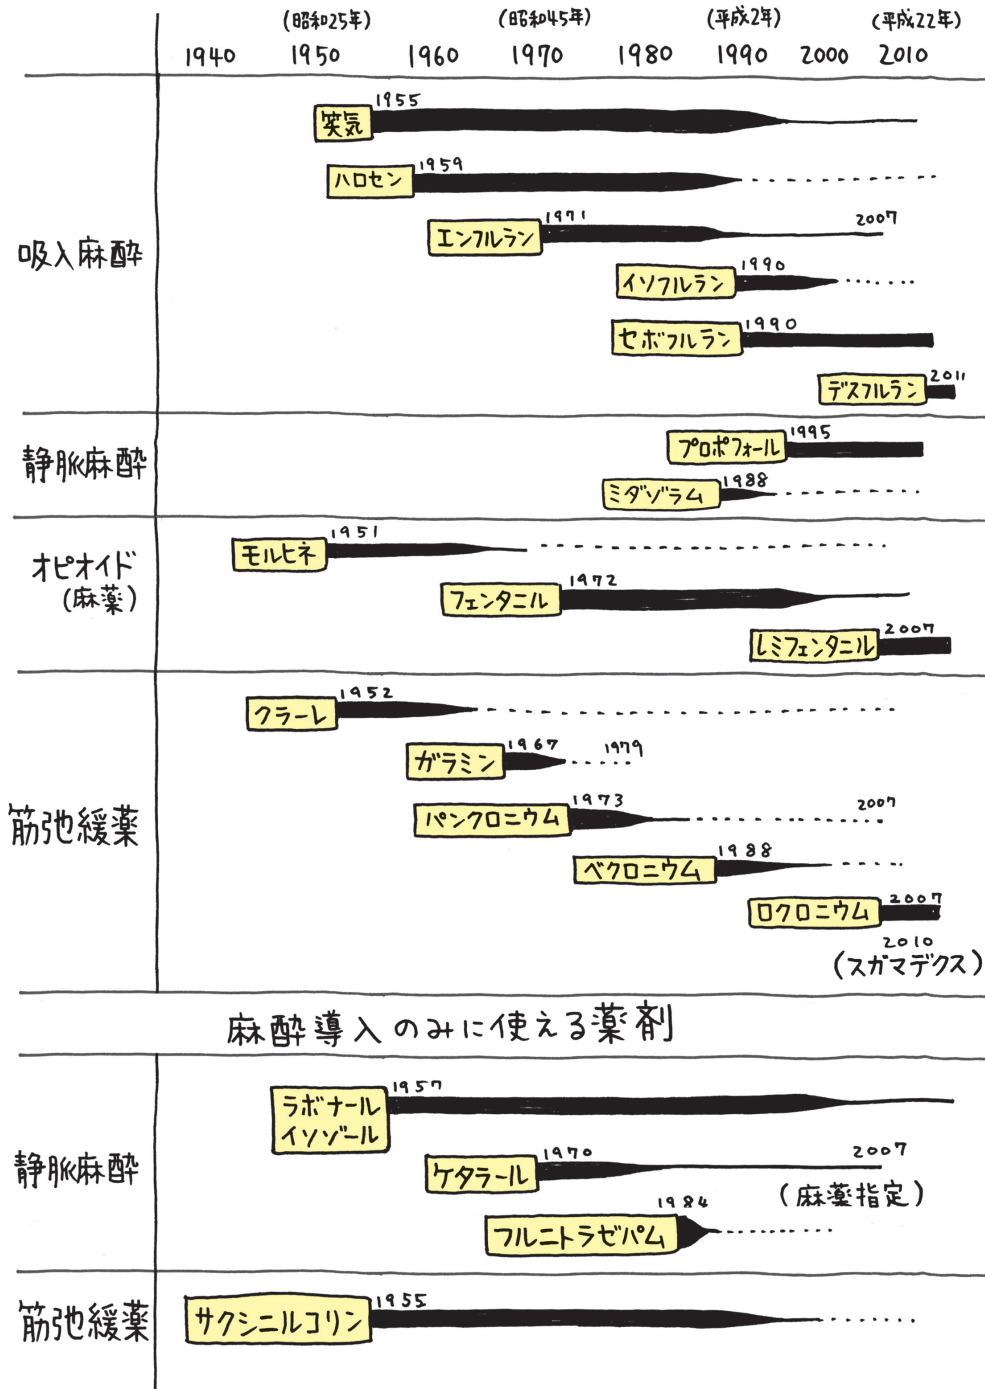 (昭和25年) (昭和45年) (平成2年) (平成22年)
1940 1950 1960 1970 1980 1990 2000 2010
吸入麻酔
笑気 1955
ハロセン 1959
エンフルラン 1971 2007
イソフルラン 1990
セボフルラン 1990
デスフルラン 2011
静脈麻酔
プロポフォール 1995
ミダゾラム 1988
オピオイド
(麻薬)
モルヒネ 1951
フェンタニル 1972
レミフェンタニル 2007
筋弛緩薬
クラーレ 1952
ガラミン 1967 1979
パンクロニウム 1973 2007
ベクロニウム 1988
ロクロニウム 2007
2010
(スガマデクス)
麻酔導入のみに使える薬剤
静脈麻酔
ラボナール 1957
イソゾール
ケタラール 1970 2007
(麻薬指定)
フルニトラゼパム 1984
筋弛緩薬
サクシニルコリン 1955